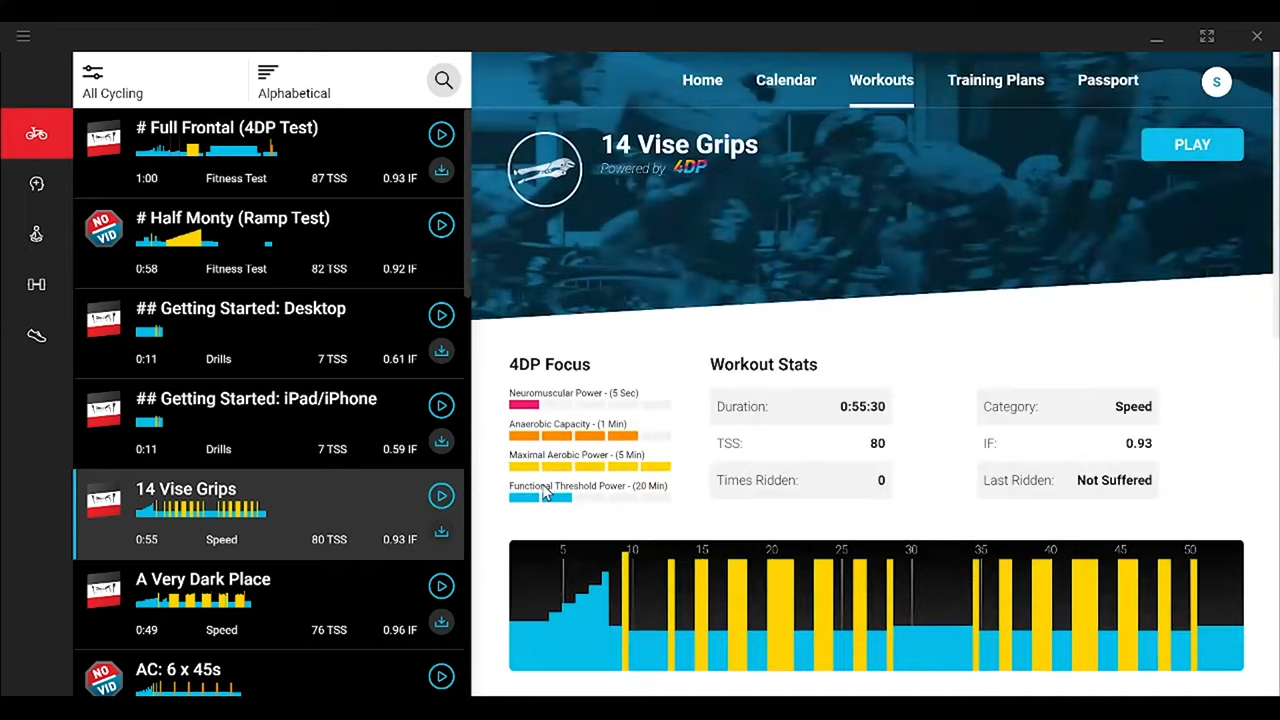 All Cycling
Alphabetical
Home Calendar Workouts Training Plans Passport S
# Full Frontal (4DP Test)
1:00 Fitness Test 87 TSS 0.93 IF
NO VID
# Half Monty (Ramp Test)
0:58 Fitness Test 82 TSS 0.92 IF
## Getting Started: Desktop
0:11 Drills 7 TSS 0.61 IF
## Getting Started: iPad/iPhone
0:11 Drills 7 TSS 0.59 IF
14 Vise Grips
0:55 Speed 80 TSS 0.93 IF
A Very Dark Place
0:49 Speed 76 TSS 0.96 IF
NO VID
AC: 6 x 45s
14 Vise Grips
Powered by 4DP
PLAY
4DP Focus
Neuromuscular Power - (5 Sec)
Anaerobic Capacity - (1 Min)
Maximal Aerobic Power - (5 Min)
Functional Threshold Power - (20 Min)
Workout Stats
Duration: 0:55:30 Category: Speed
TSS: 80 IF: 0.93
Times Ridden: 0 Last Ridden: Not Suffered
5 10 15 20 25 30 35 40 45 50